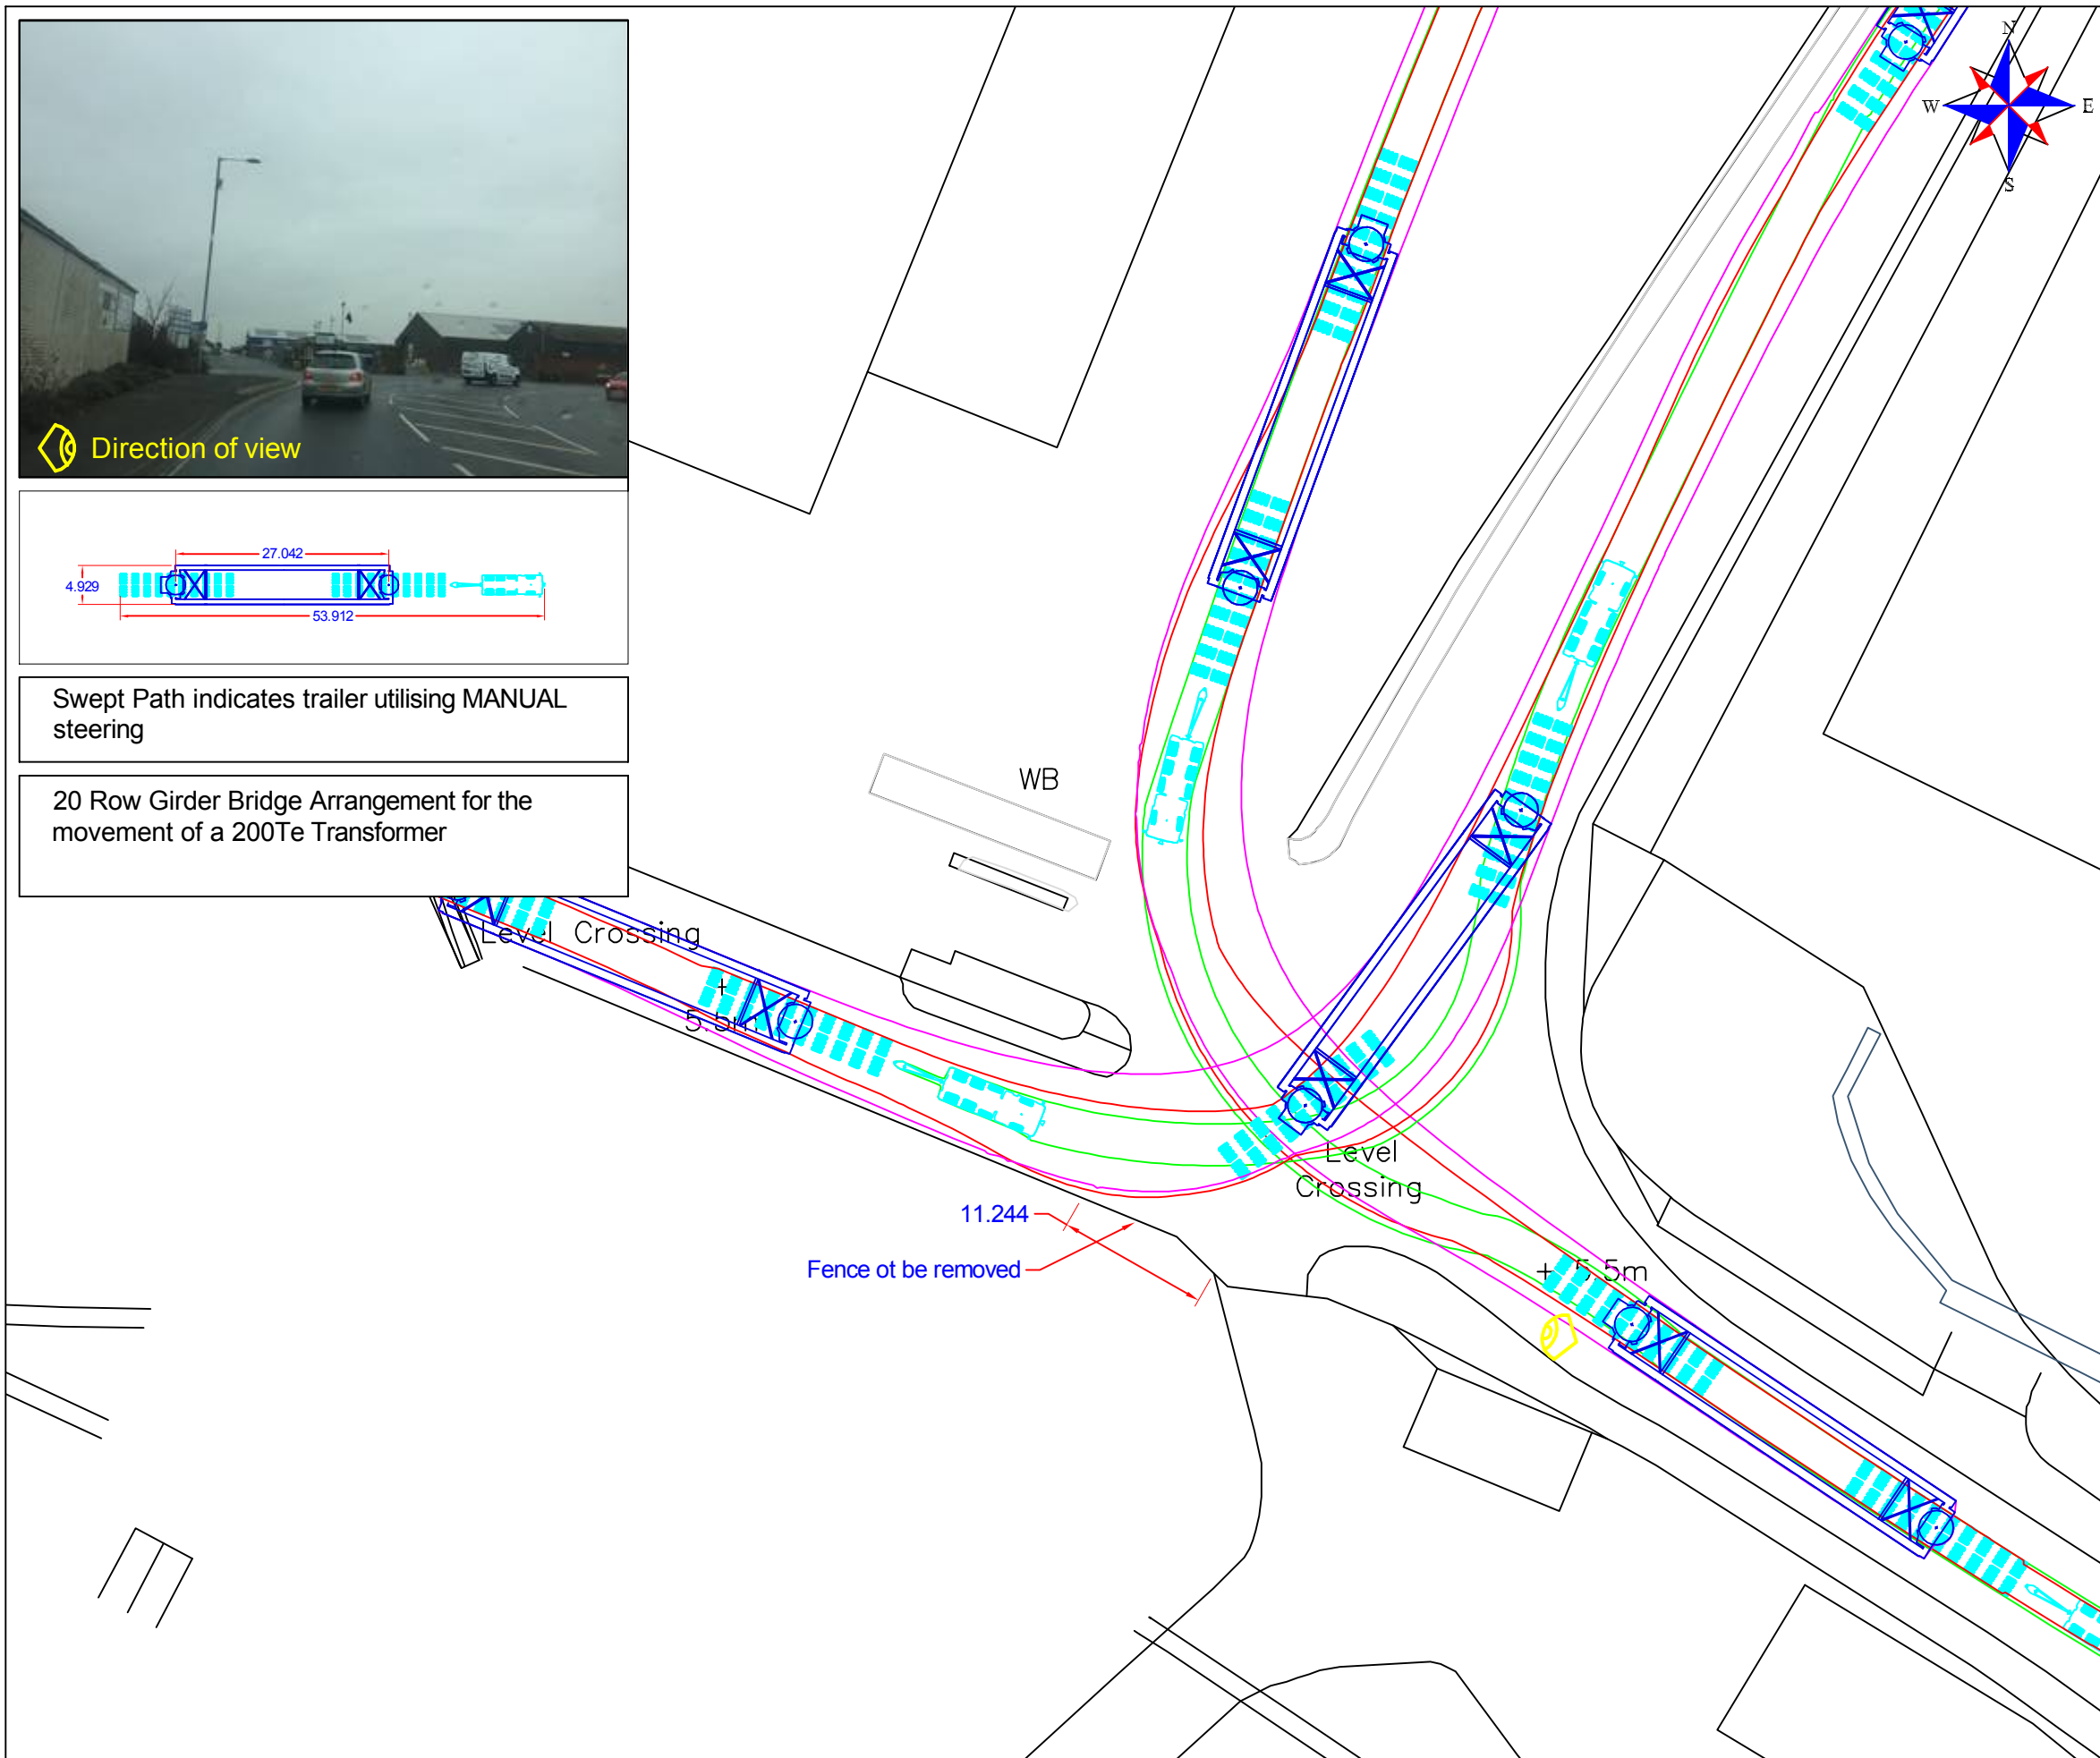 Direction of view
27.042
4.929
53.912
Swept Path indicates trailer utilising MANUAL
steering
20 Row Girder Bridge Arrangement for the
movement of a 200Te Transformer
N
W
E
S
WB
Level Crossing
5.5m
Level
Crossing
11.244
Fence ot be removed
+ 5.5m